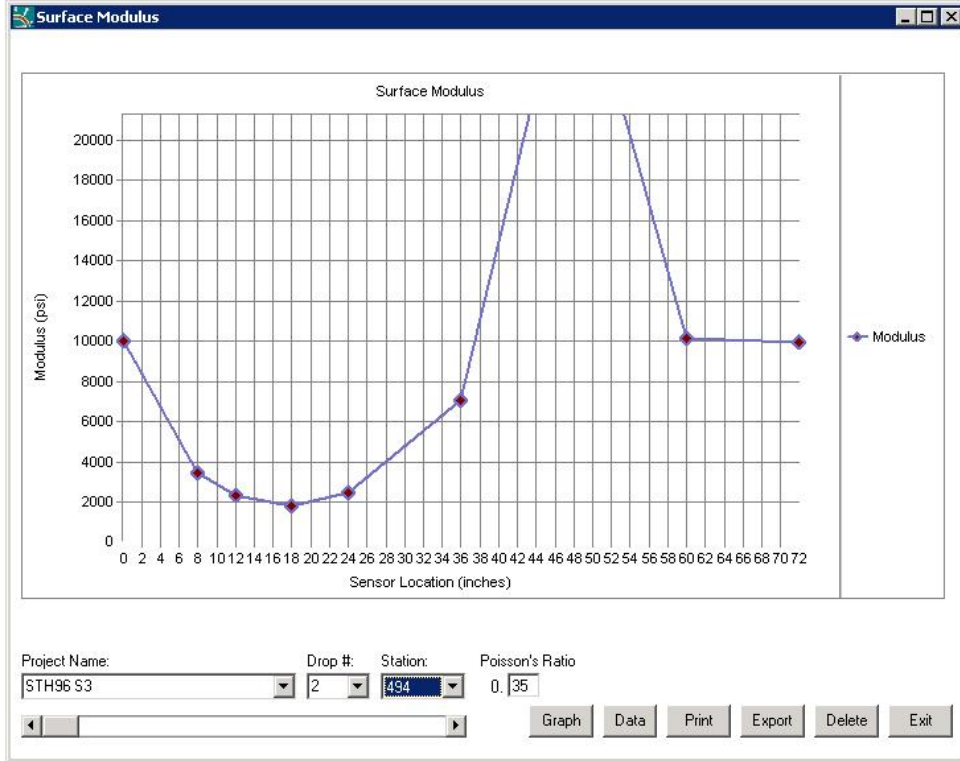 Surface Modulus
Surface Modulus
20000
18000
16000
14000
12000
10000
8000
6000
4000
2000
0
Modulus (psi)
0 2 4 6 8 10 12 14 16 18 20 22 24 26 28 30 32 34 36 38 40 42 44 46 48 50 52 54 56 58 60 62 64 66 68 70 72
Sensor Location (inches)
Modulus
Project Name: Drop #: Station: Poisson's Ratio
STH96 S3 2 494 0. 35
Graph Data Print Export Delete Exit